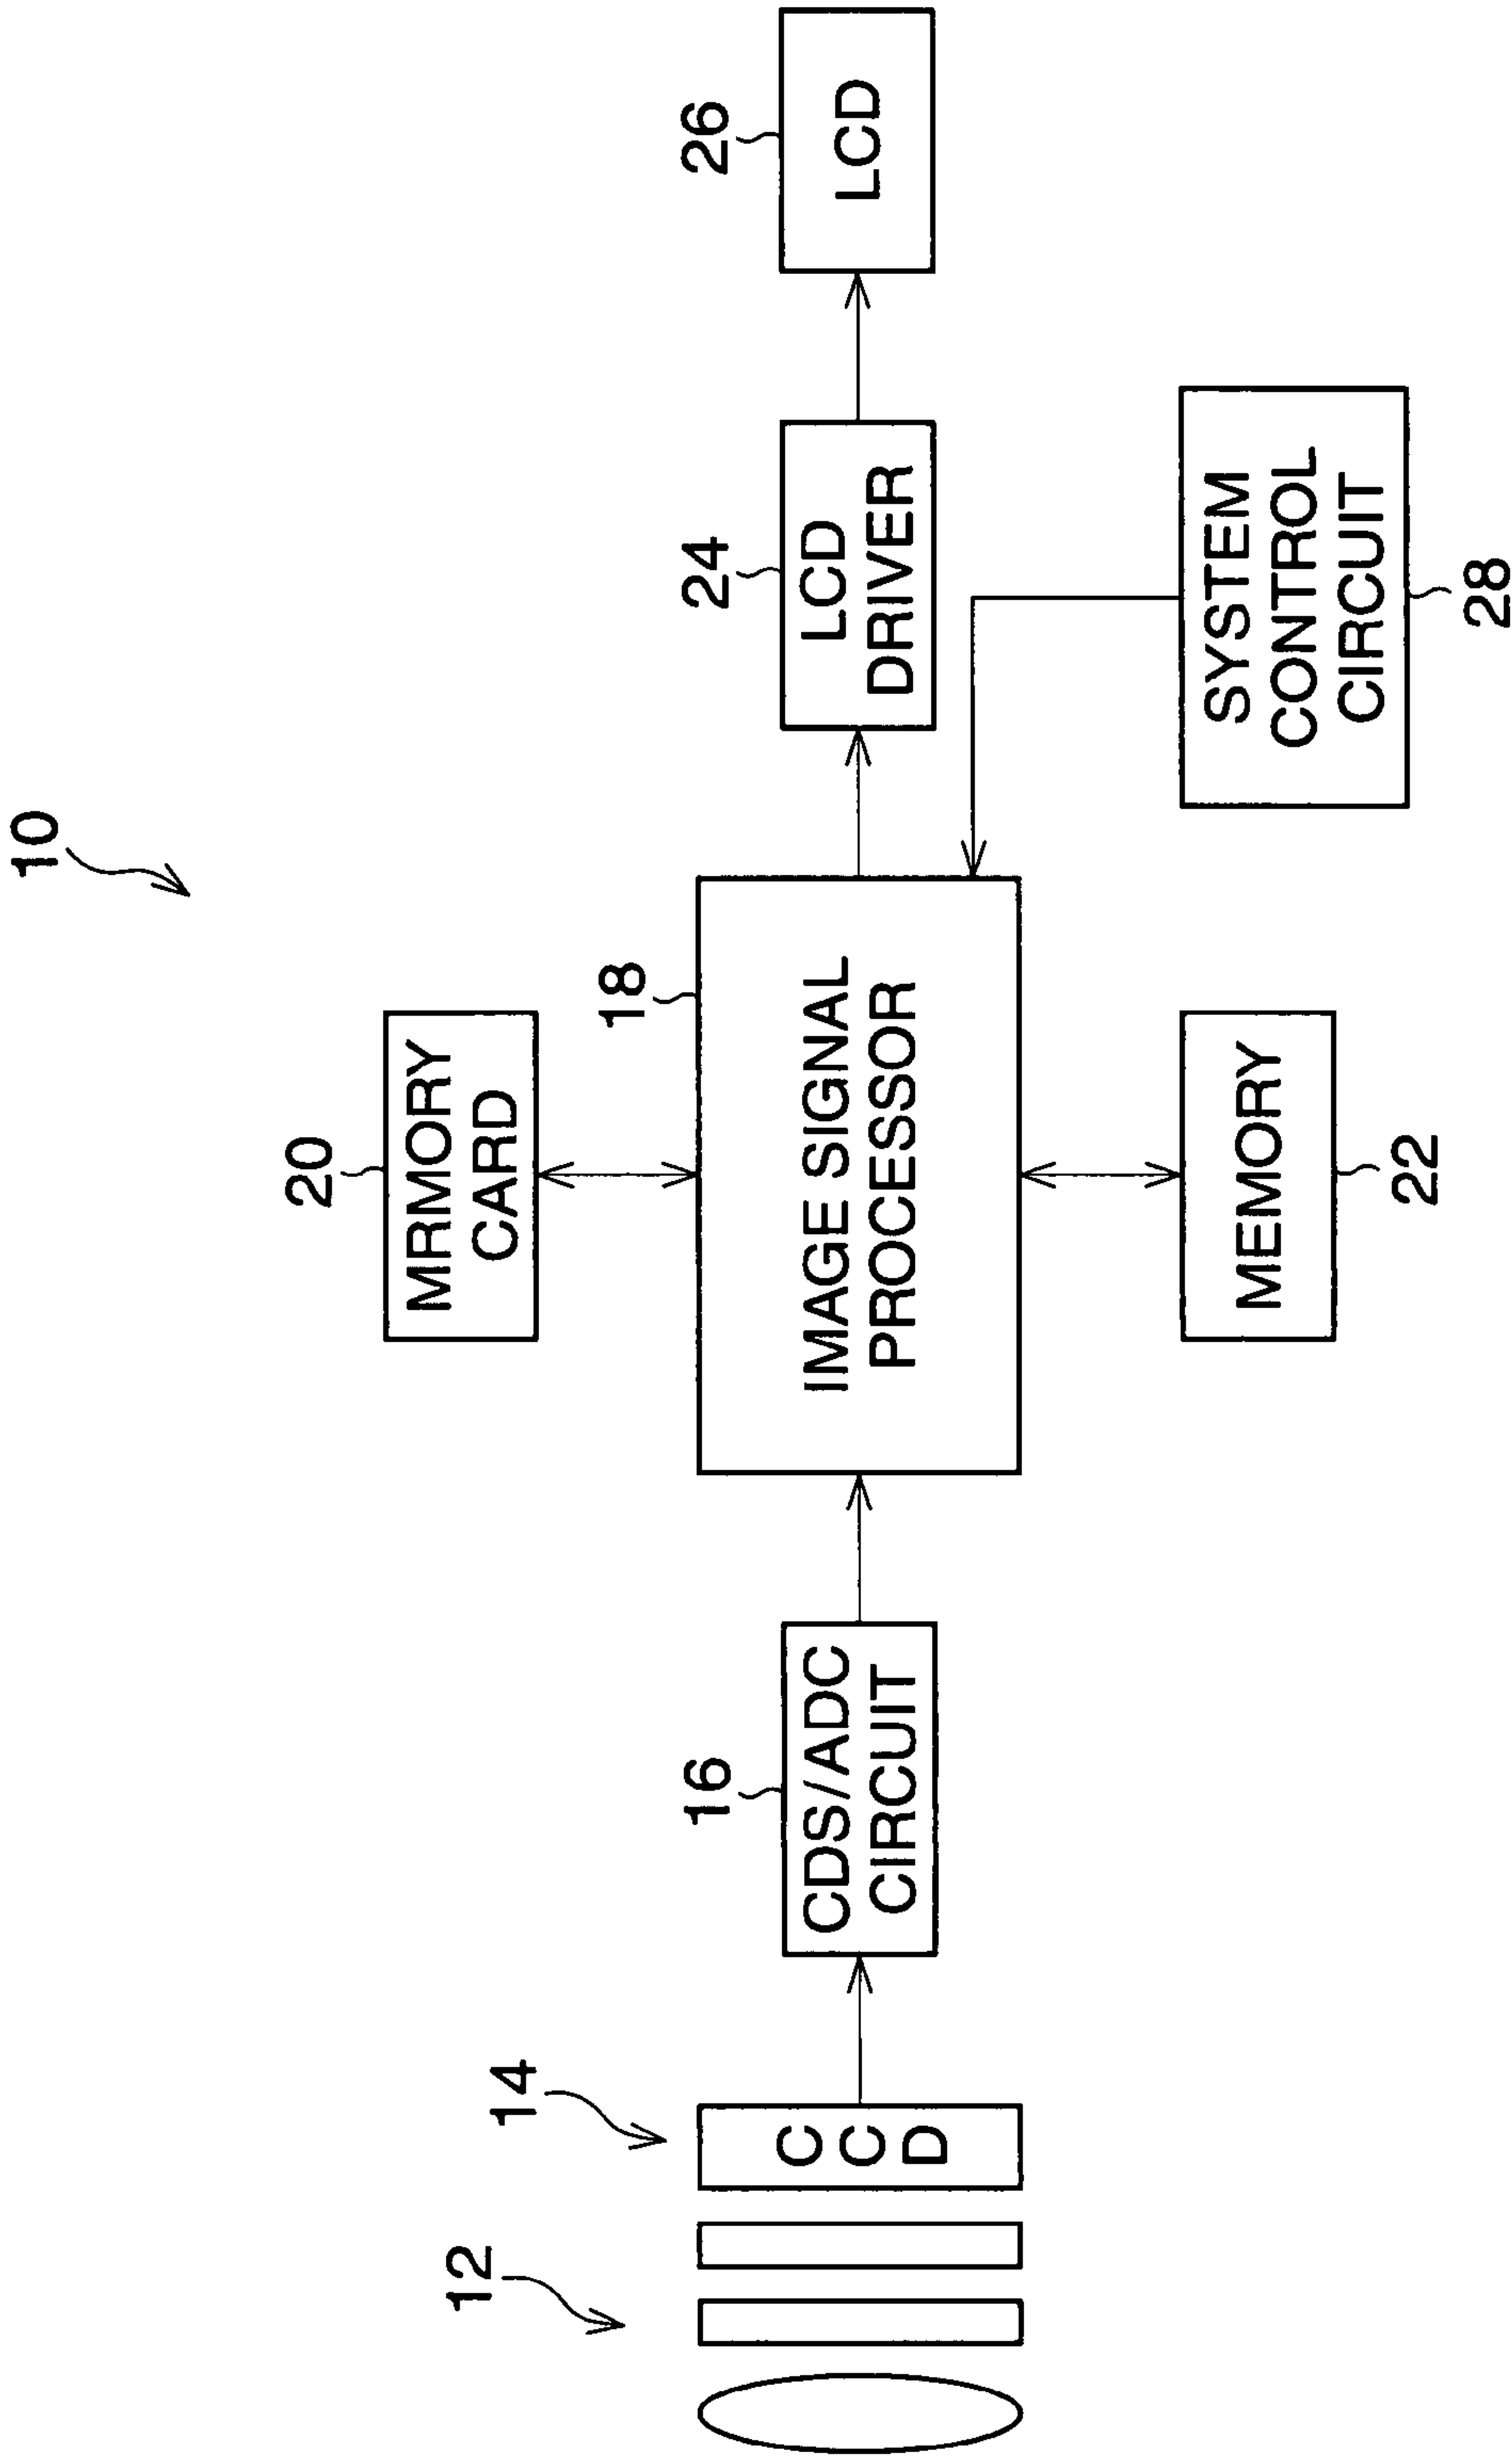 10
12
14
CCD
16
CDS/ADC
CIRCUIT
18
IMAGE SIGNAL
PROCESSOR
20
MRMORY
CARD
22
MEMORY
24
LCD
DRIVER
26
LCD
SYSTEM
CONTROL
CIRCUIT
28